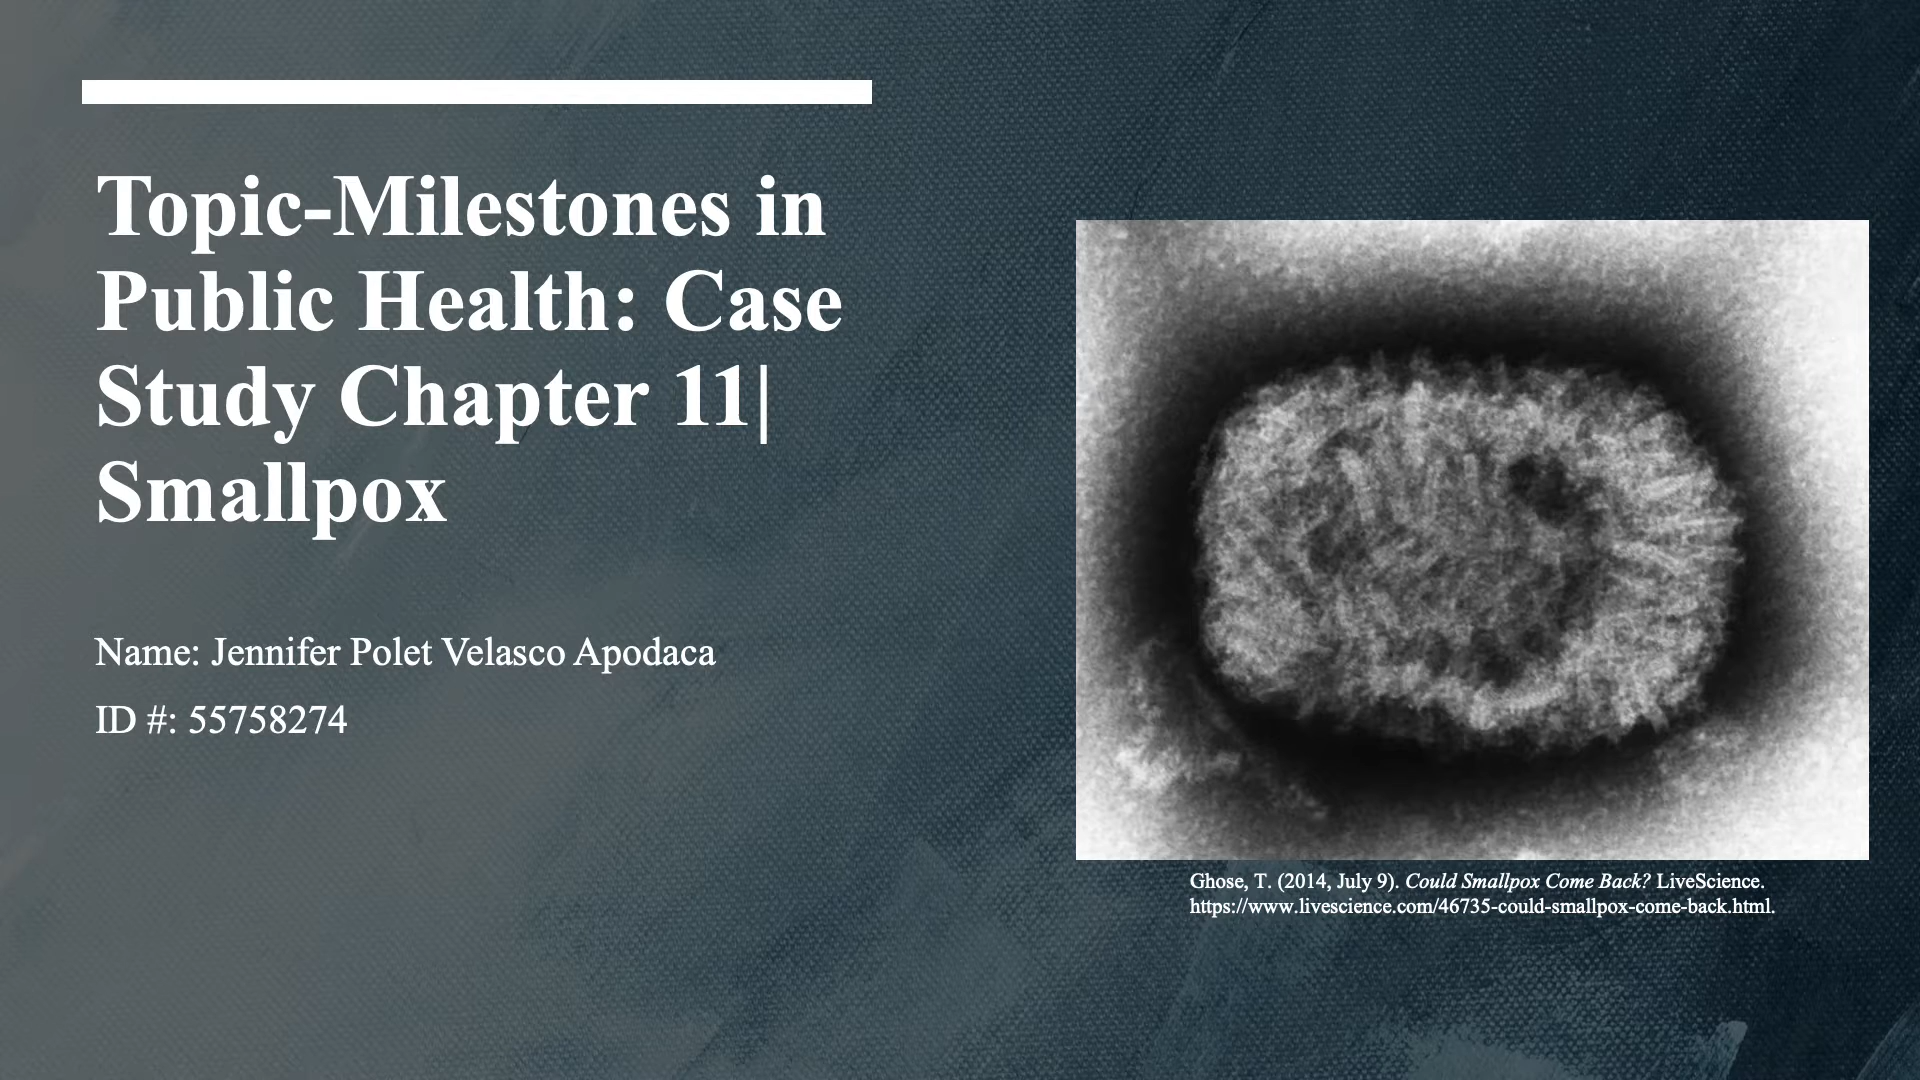 Topic-Milestones in
Public Health: Case
Study Chapter 11|
Smallpox
Name: Jennifer Polet Velasco Apodaca
ID #: 55758274
Ghose, T. (2014, July 9). Could Smallpox Come Back? LiveScience.
https://www.livescience.com/46735-could-smallpox-come-back.html.